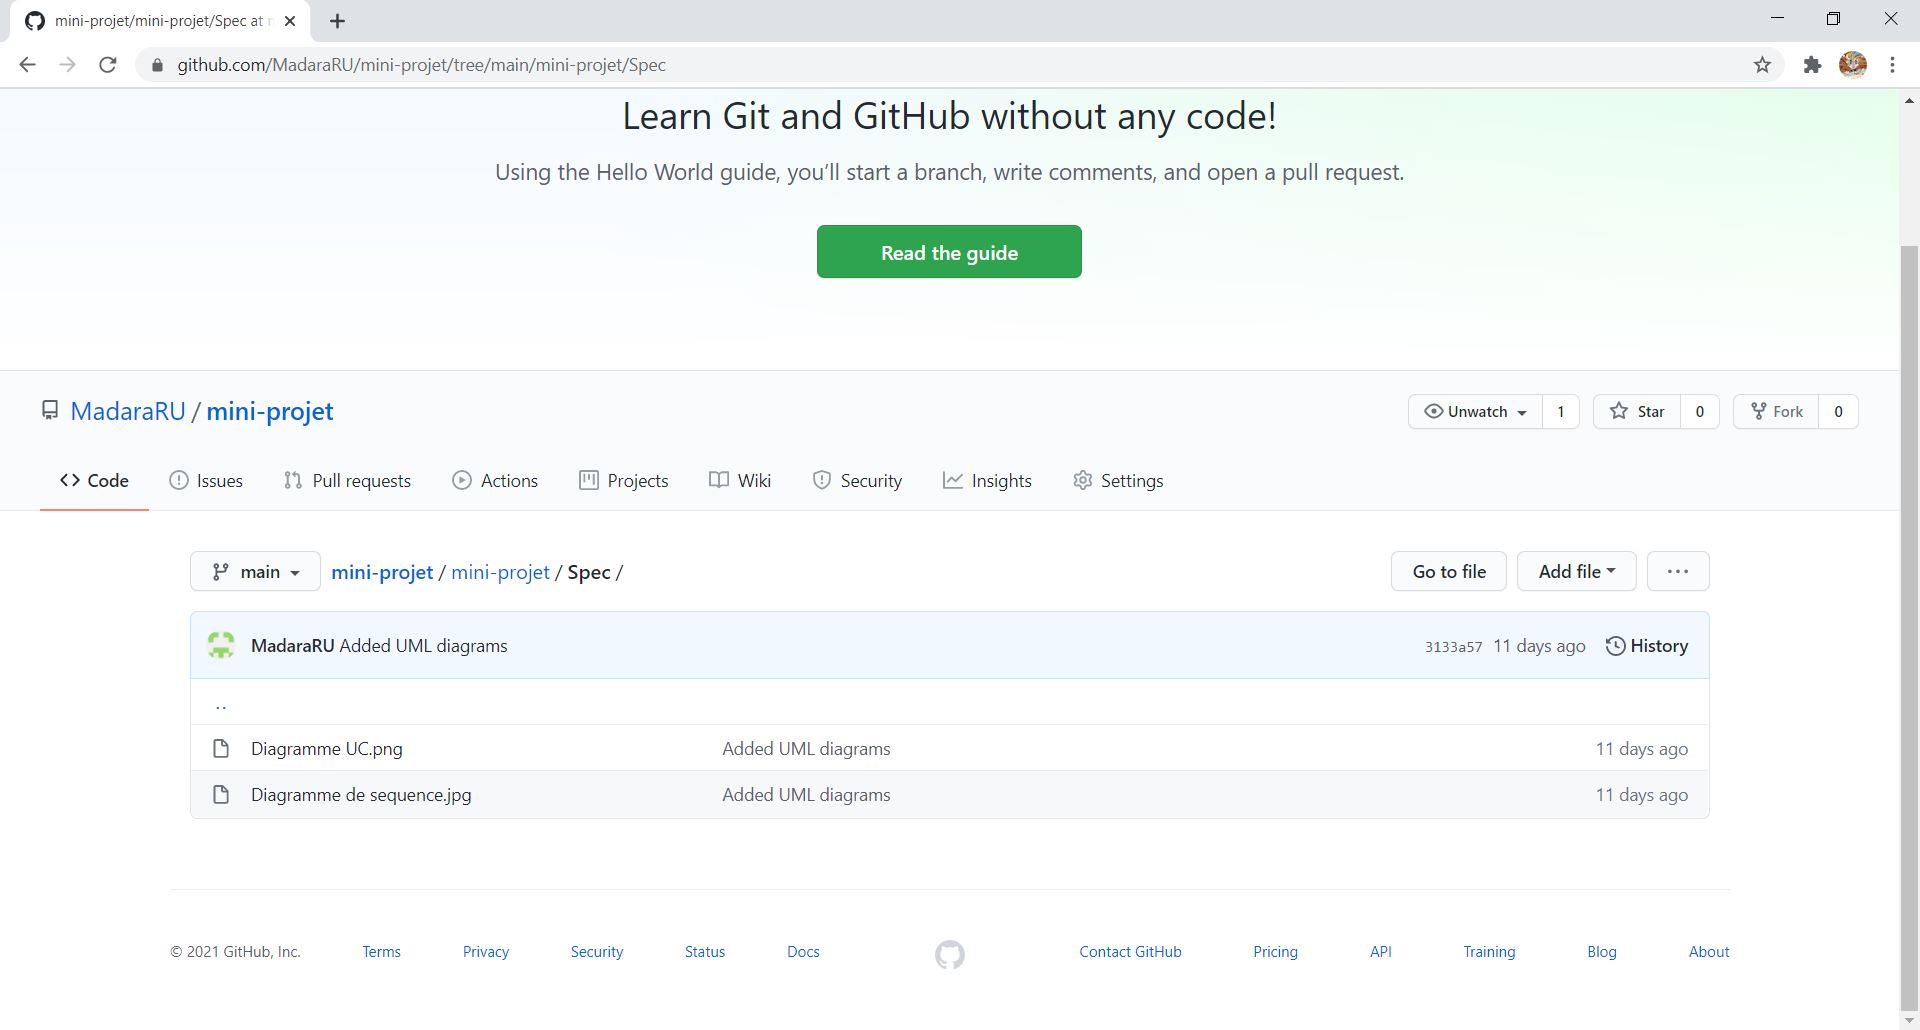 mini-projet/mini-projet/Spec at
github.com/MadaraRU/mini-projet/tree/main/mini-projet/Spec
Learn Git and GitHub without any code!
Using the Hello World guide, you’ll start a branch, write comments, and open a pull request.
Read the guide
MadaraRU / mini-projet
Unwatch 1 Star 0 Fork 0
Code Issues Pull requests Actions Projects Wiki Security Insights Settings
main mini-projet / mini-projet / Spec /
Go to file Add file ...
MadaraRU Added UML diagrams 3133a57 11 days ago History
..
Diagramme UC.png Added UML diagrams 11 days ago
Diagramme de sequence.jpg Added UML diagrams 11 days ago
© 2021 GitHub, Inc. Terms Privacy Security Status Docs Contact GitHub Pricing API Training Blog About